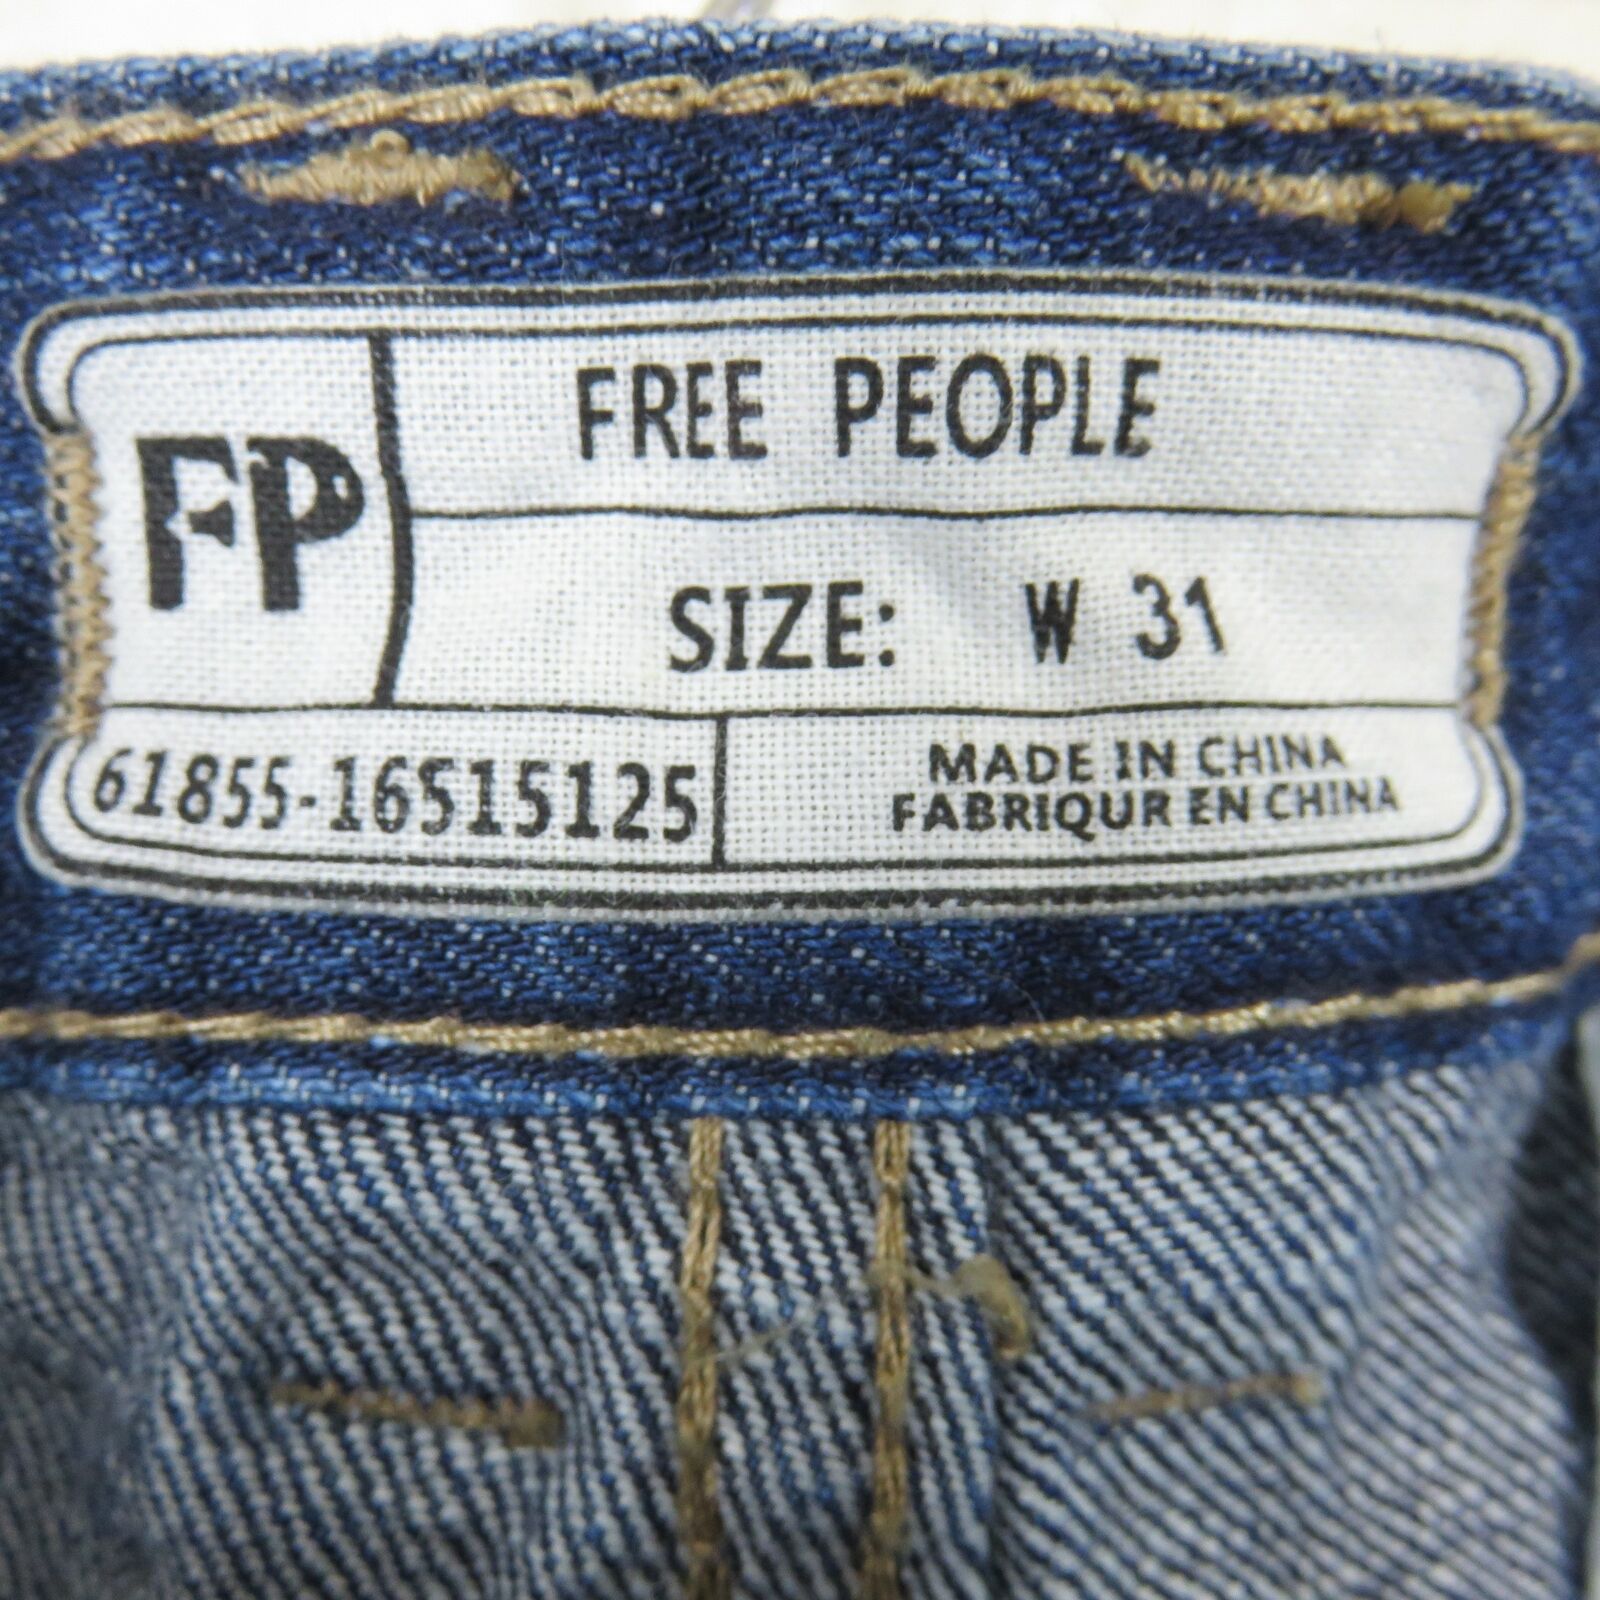 FP
FREE PEOPLE
SIZE: W 31
61855-16515125
MADE IN CHINA
FABRIQUR EN CHINA